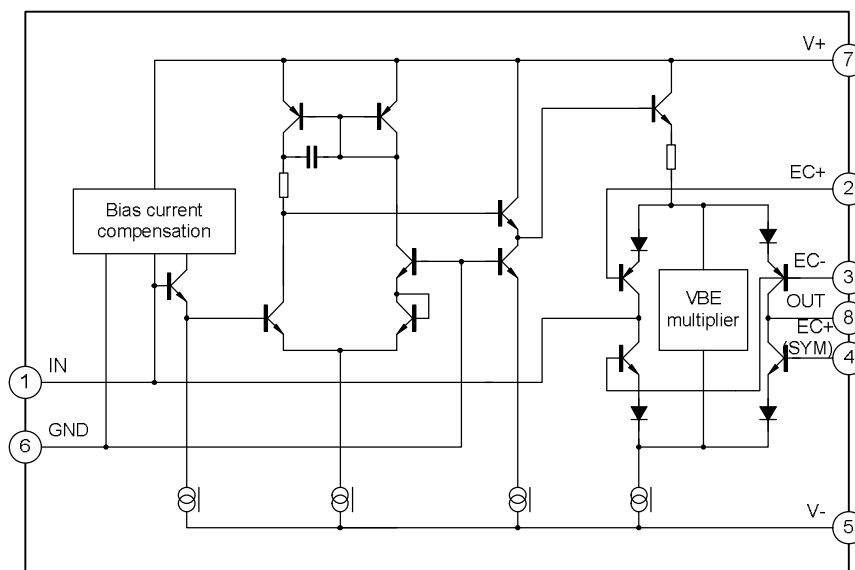 V+
7
EC+
2
Bias current
compensation
EC-
3
VBE
multiplier
OUT
8
EC+
(SYM)
4
IN
1
GND
6
V-
5